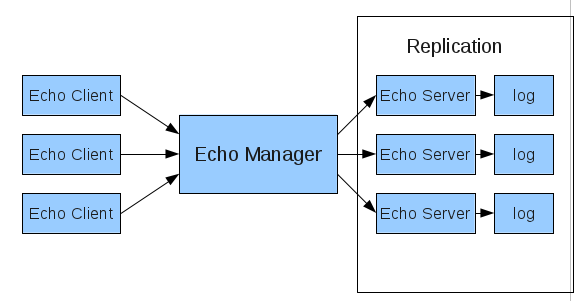 Replication
Echo Client
Echo Server
log
Echo Client
Echo Manager
Echo Server
log
Echo Client
Echo Server
log